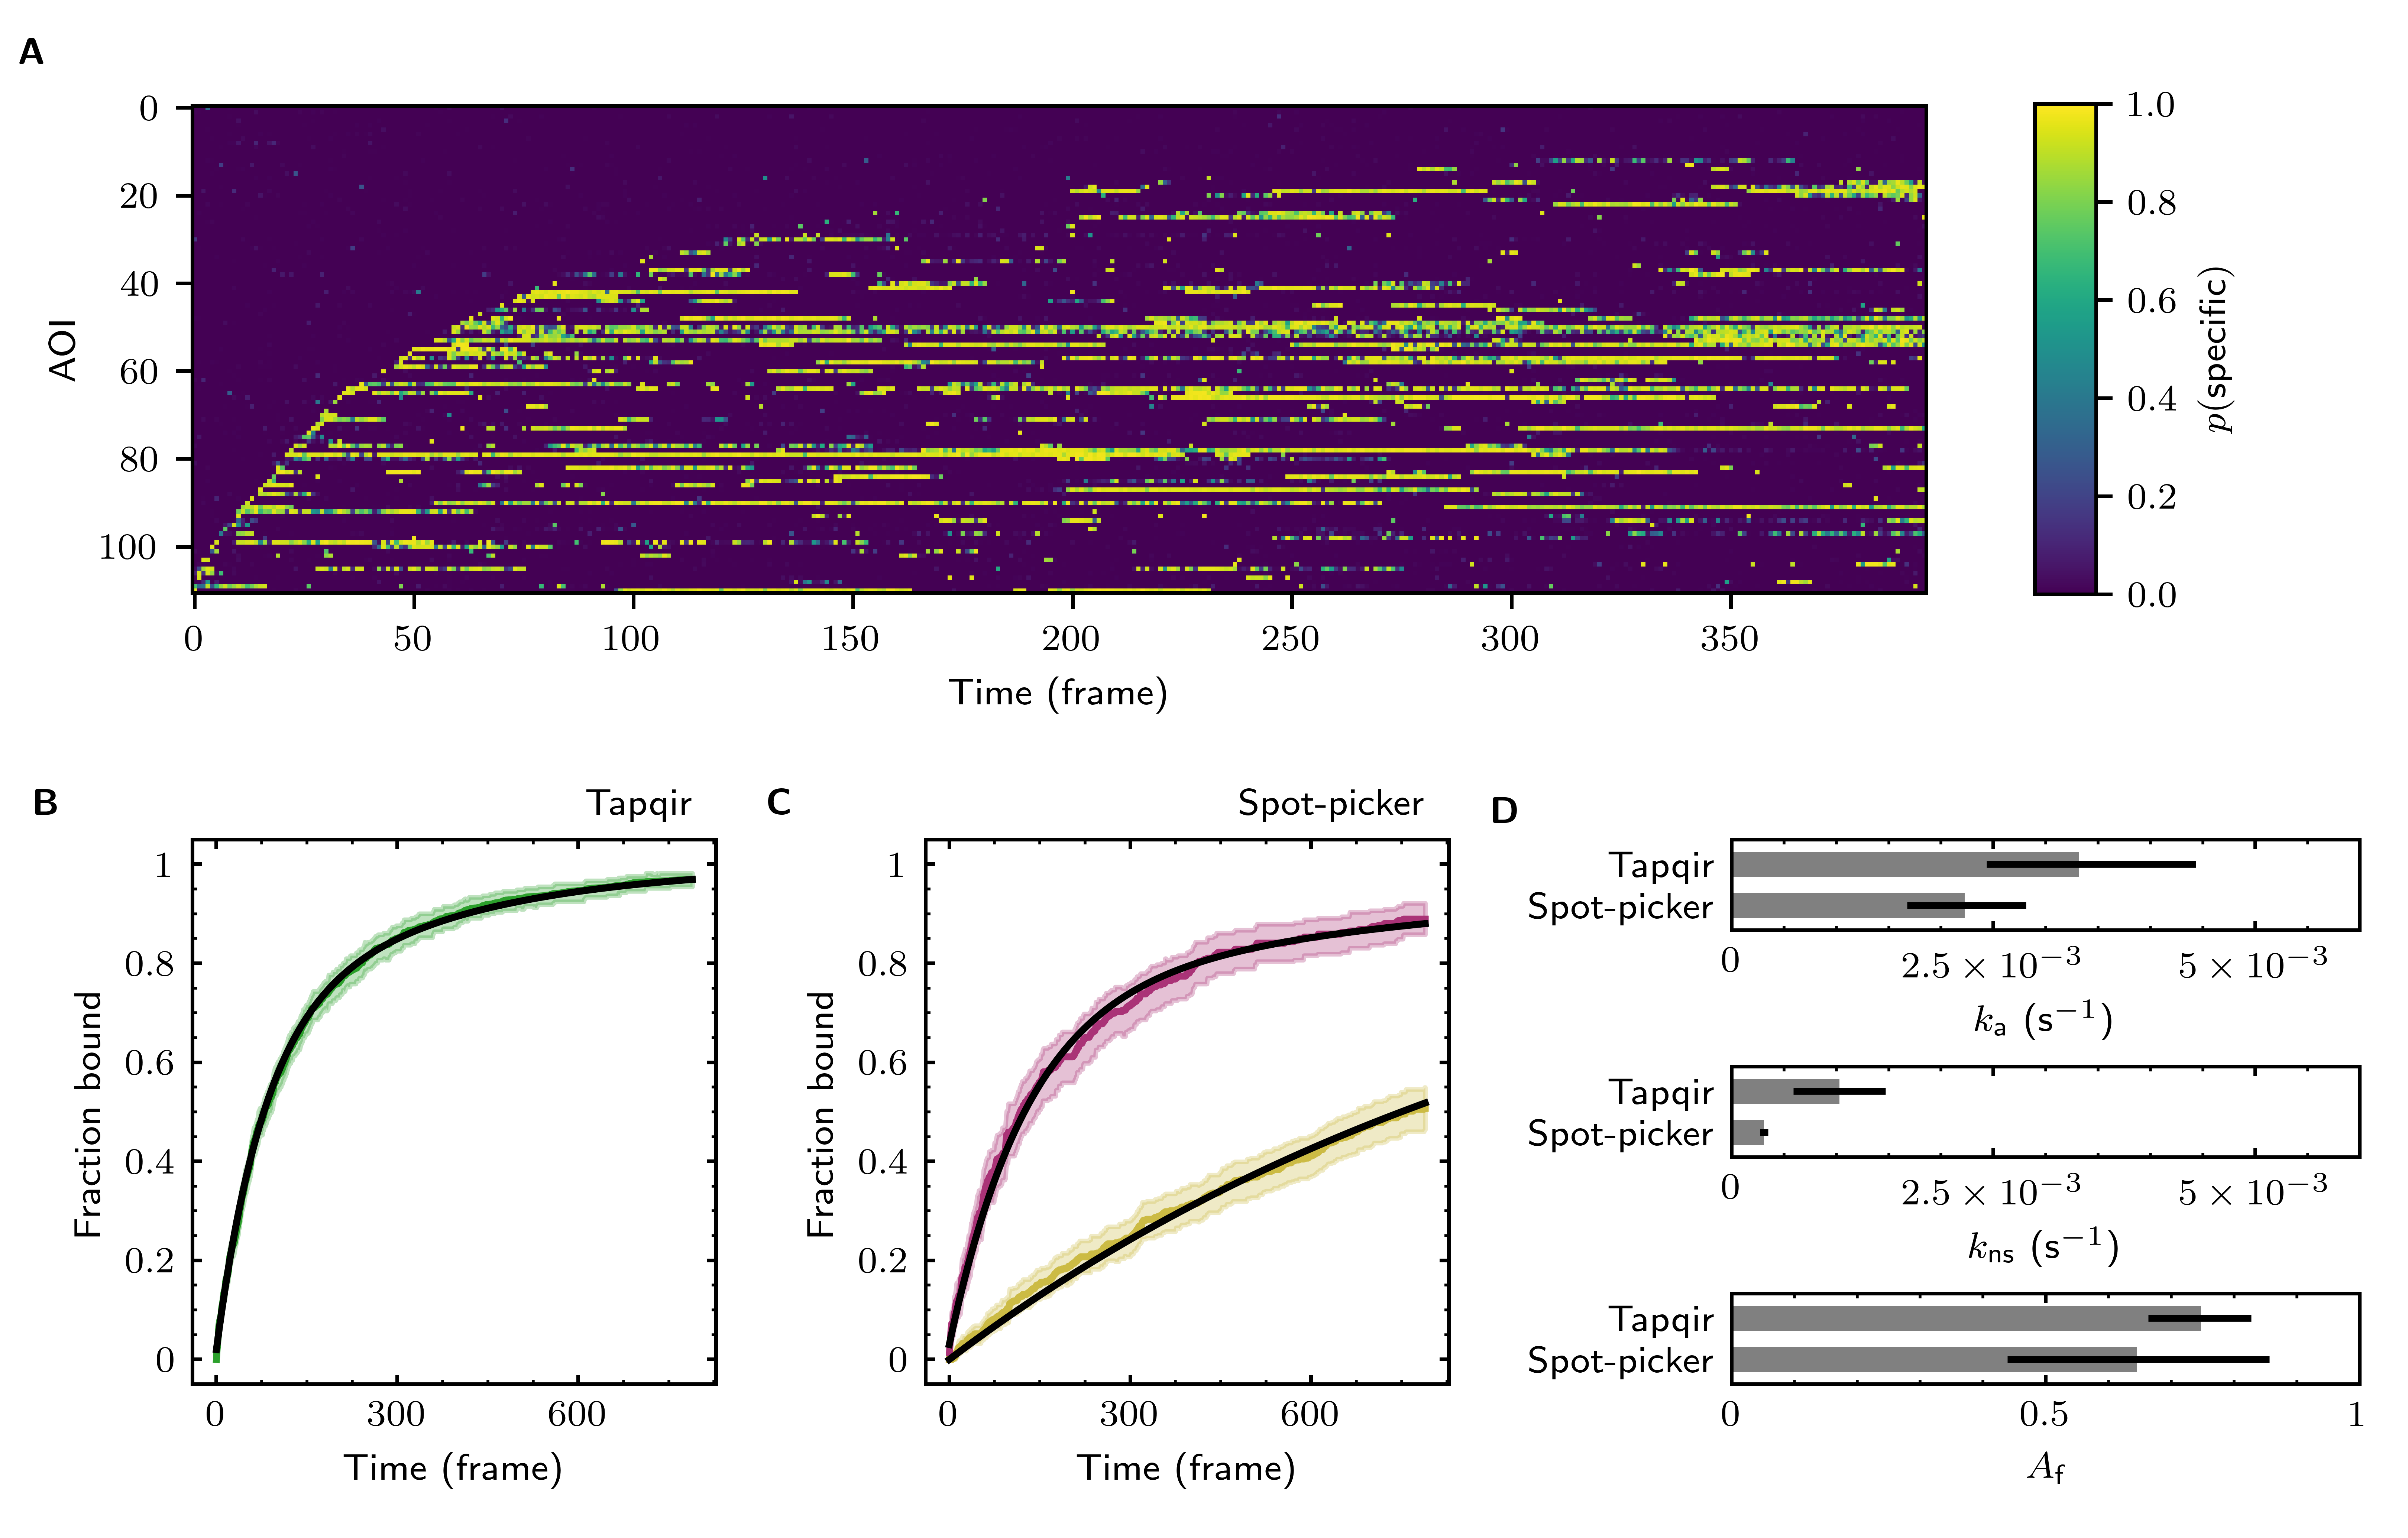 A
0
20
40
60
80
100
AOI
0 50 100 150 200 250 300 350
Time (frame)
1.0
0.8
0.6
0.4
0.2
0.0
p(specific)
B
Tapqir
1
0.8
0.6
0.4
0.2
0
Fraction bound
0 300 600
Time (frame)
C
Spot-picker
1
0.8
0.6
0.4
0.2
0
Fraction bound
0 300 600
Time (frame)
D
Tapqir
Spot-picker
0 2.5 × 10⁻³ 5 × 10⁻³
kₐ (s⁻¹)
Tapqir
Spot-picker
0 2.5 × 10⁻³ 5 × 10⁻³
k_ns (s⁻¹)
Tapqir
Spot-picker
0 0.5 1
A_f